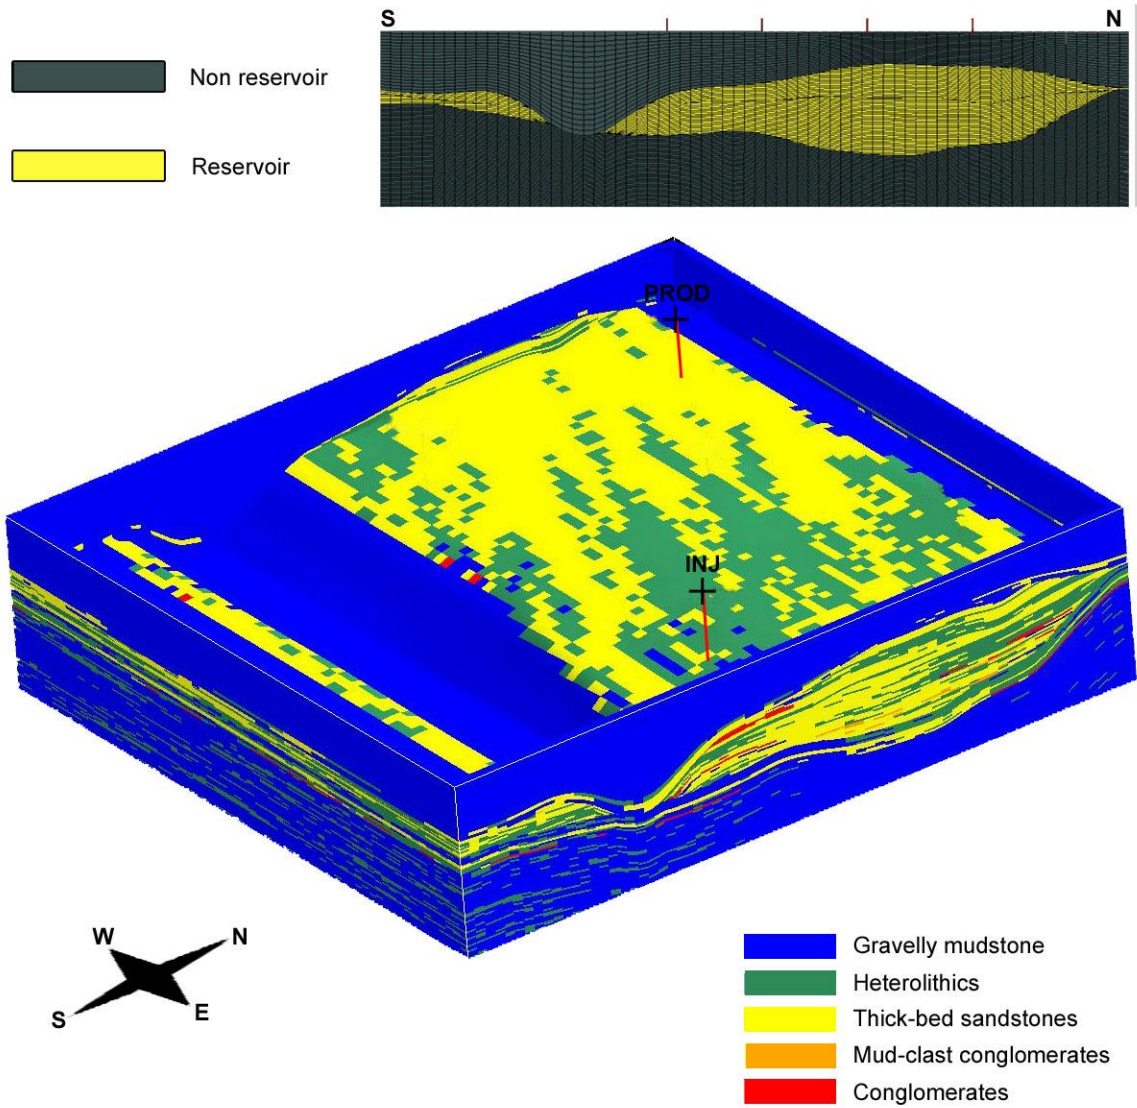 S
N
Non reservoir
Reservoir
PROD
INJ
W
N
S
E
Gravelly mudstone
Heterolithics
Thick-bed sandstones
Mud-clast conglomerates
Conglomerates